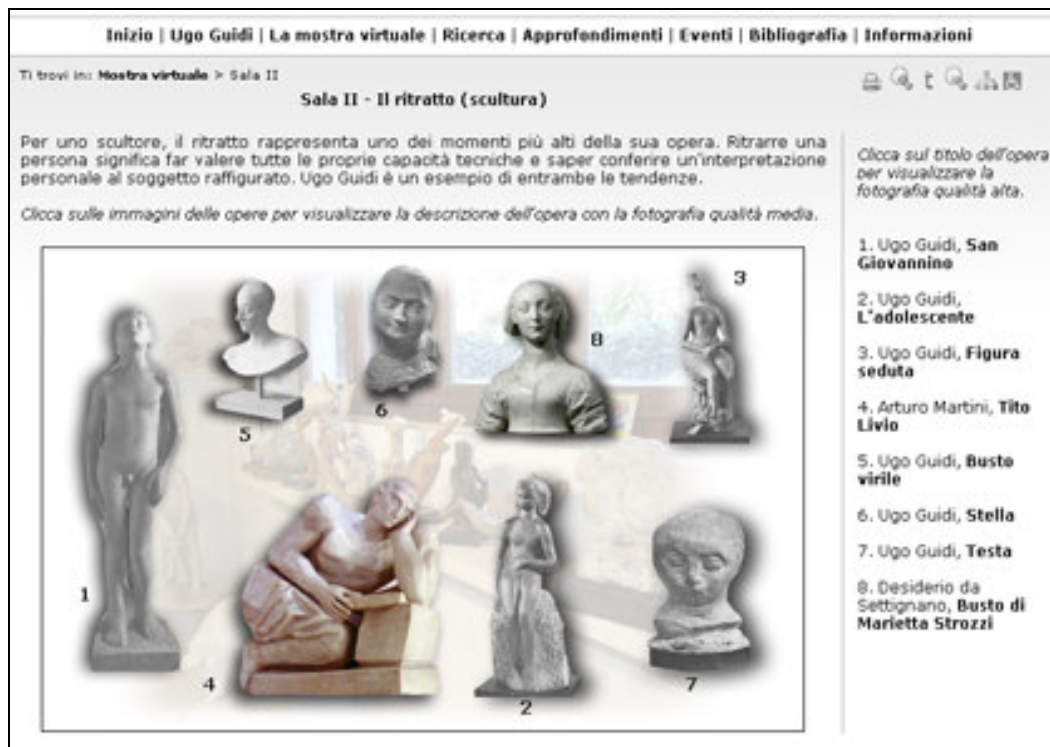 Inizio | Ugo Guidi | La mostra virtuale | Ricerca | Approfondimenti | Eventi | Bibliografia | Informazioni
Ti trovi in: Mostra virtuale > Sala II
t
Sala II - Il ritratto (scultura)
Per uno scultore, il ritratto rappresenta uno dei momenti più alti della sua opera. Ritrarre una
persona significa far valere tutte le proprie capacità tecniche e saper conferire un'interpretazione
personale al soggetto raffigurato. Ugo Guidi è un esempio di entrambe le tendenze.
Clicca sulle immagini delle opere per visualizzare la descrizione dell'opera con la fotografia qualità media.
1
5
6
8
3
4
2
7
Clicca sul titolo dell'opera
per visualizzare la
fotografia qualità alta.
1. Ugo Guidi, San
Giovannino
2. Ugo Guidi,
L'adolescente
3. Ugo Guidi, Figura
seduta
4. Arturo Martini, Tito
Livio
5. Ugo Guidi, Busto
virile
6. Ugo Guidi, Stella
7. Ugo Guidi, Testa
8. Desiderio da
Settignano, Busto di
Marietta Strozzi